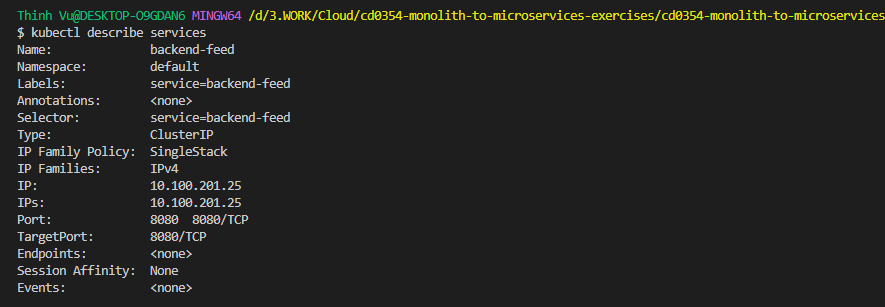 Thinh Vu@DESKTOP-O9GDAN6 MINGW64 /d/3.WORK/Cloud/cd0354-monolith-to-microservices-exercises/cd0354-monolith-to-microservices
$ kubectl describe services
Name:              backend-feed
Namespace:         default
Labels:            service=backend-feed
Annotations:       <none>
Selector:          service=backend-feed
Type:              ClusterIP
IP Family Policy:  SingleStack
IP Families:       IPv4
IP:                10.100.201.25
IPs:               10.100.201.25
Port:              8080  8080/TCP
TargetPort:        8080/TCP
Endpoints:         <none>
Session Affinity:  None
Events:            <none>